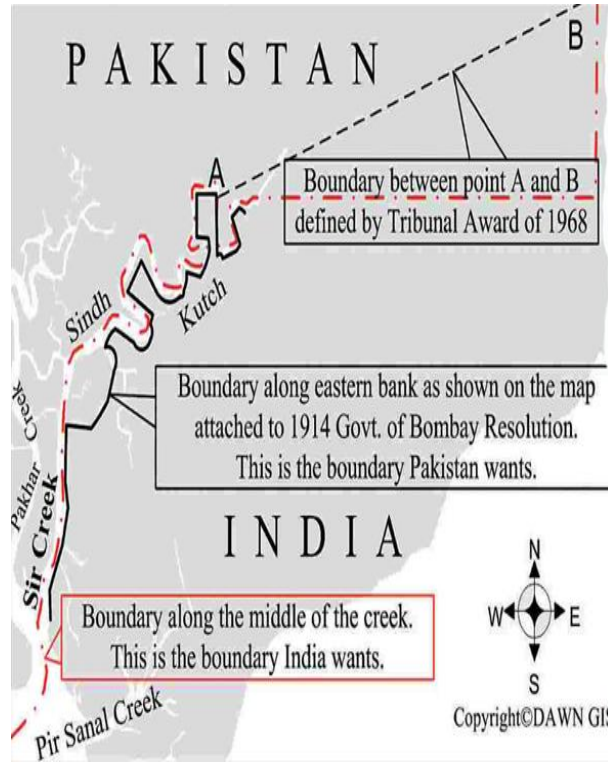 B
PAKISTAN
A
Boundary between point A and B
defined by Tribunal Award of 1968
Sindh
Kutch
Boundary along eastern bank as shown on the map
attached to 1914 Govt. of Bombay Resolution.
This is the boundary Pakistan wants.
Pakhar Creek
Sir Creek
INDIA
N
W E
S
Boundary along the middle of the creek.
This is the boundary India wants.
Pir Sanal Creek
Copyright©DAWN GIS